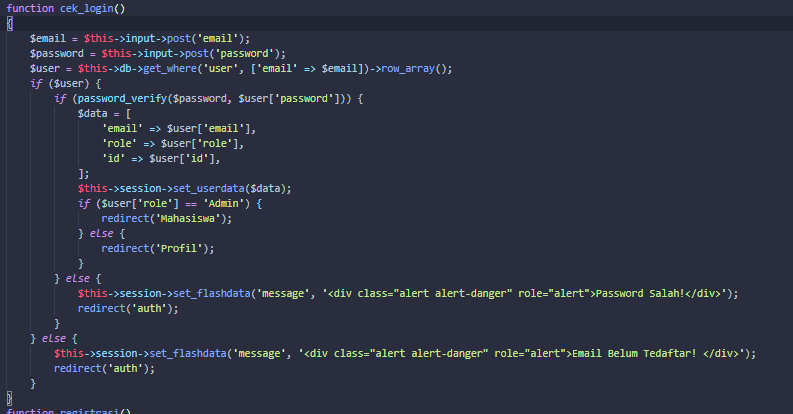 function cek_login()
{
    $email = $this->input->post('email');
    $password = $this->input->post('password');
    $user = $this->db->get_where('user', ['email' => $email])->row_array();
    if ($user) {
        if (password_verify($password, $user['password'])) {
            $data = [
                'email' => $user['email'],
                'role' => $user['role'],
                'id' => $user['id'],
            ];
            $this->session->set_userdata($data);
            if ($user['role'] == 'Admin') {
                redirect('Mahasiswa');
            } else {
                redirect('Profil');
            }
        } else {
            $this->session->set_flashdata('message', '<div class="alert alert-danger" role="alert">Password Salah!</div>');
            redirect('auth');
        }
    } else {
        $this->session->set_flashdata('message', '<div class="alert alert-danger" role="alert">Email Belum Tedaftar! </div>');
        redirect('auth');
    }
}
function registrasi()